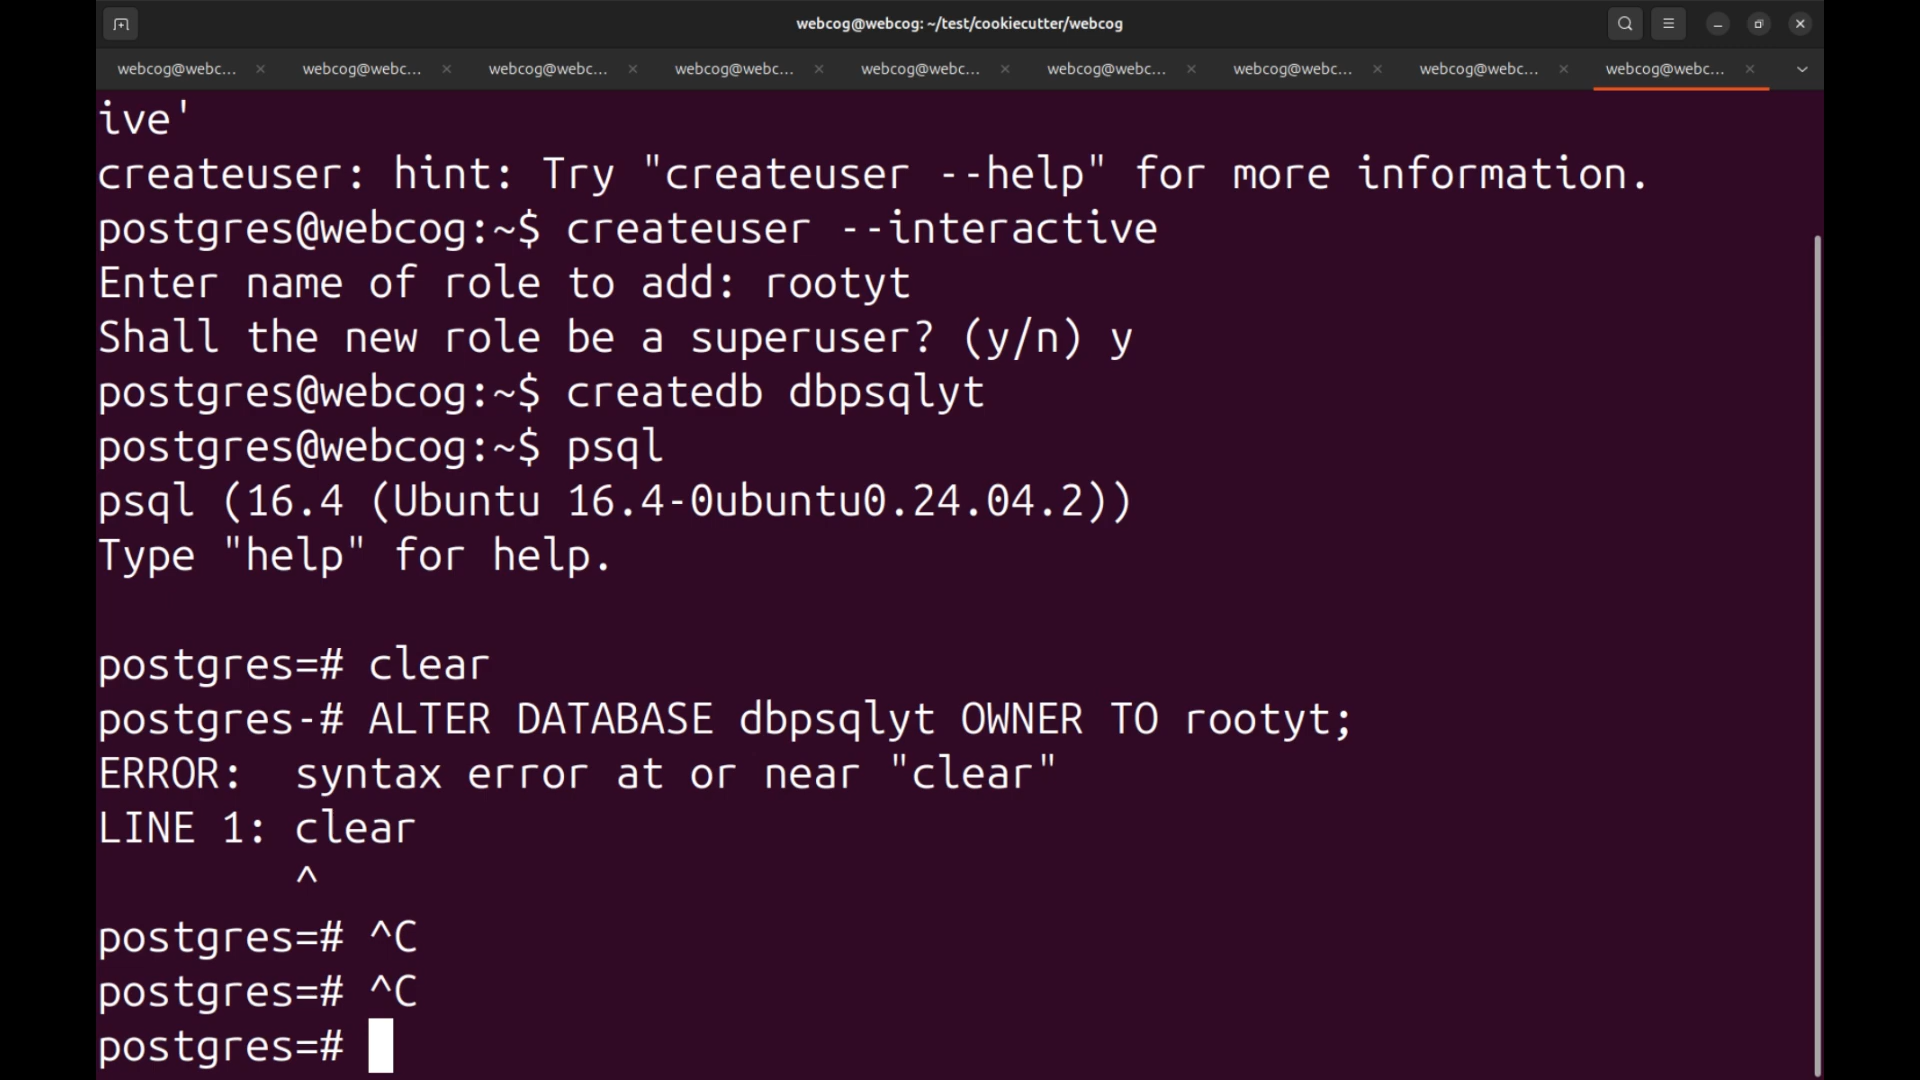 webcog@webcog: ~/test/cookiecutter/webcog
webcog@webc... webcog@webc... webcog@webc... webcog@webc... webcog@webc... webcog@webc... webcog@webc... webcog@webc... webcog@webc...
ive'
createuser: hint: Try "createuser --help" for more information.
postgres@webcog:~$ createuser --interactive
Enter name of role to add: rootyt
Shall the new role be a superuser? (y/n) y
postgres@webcog:~$ createdb dbpsqlyt
postgres@webcog:~$ psql
psql (16.4 (Ubuntu 16.4-0ubuntu0.24.04.2))
Type "help" for help.
postgres=# clear
postgres-# ALTER DATABASE dbpsqlyt OWNER TO rootyt;
ERROR:  syntax error at or near "clear"
LINE 1: clear
        ^
postgres=# ^C
postgres=# ^C
postgres=#